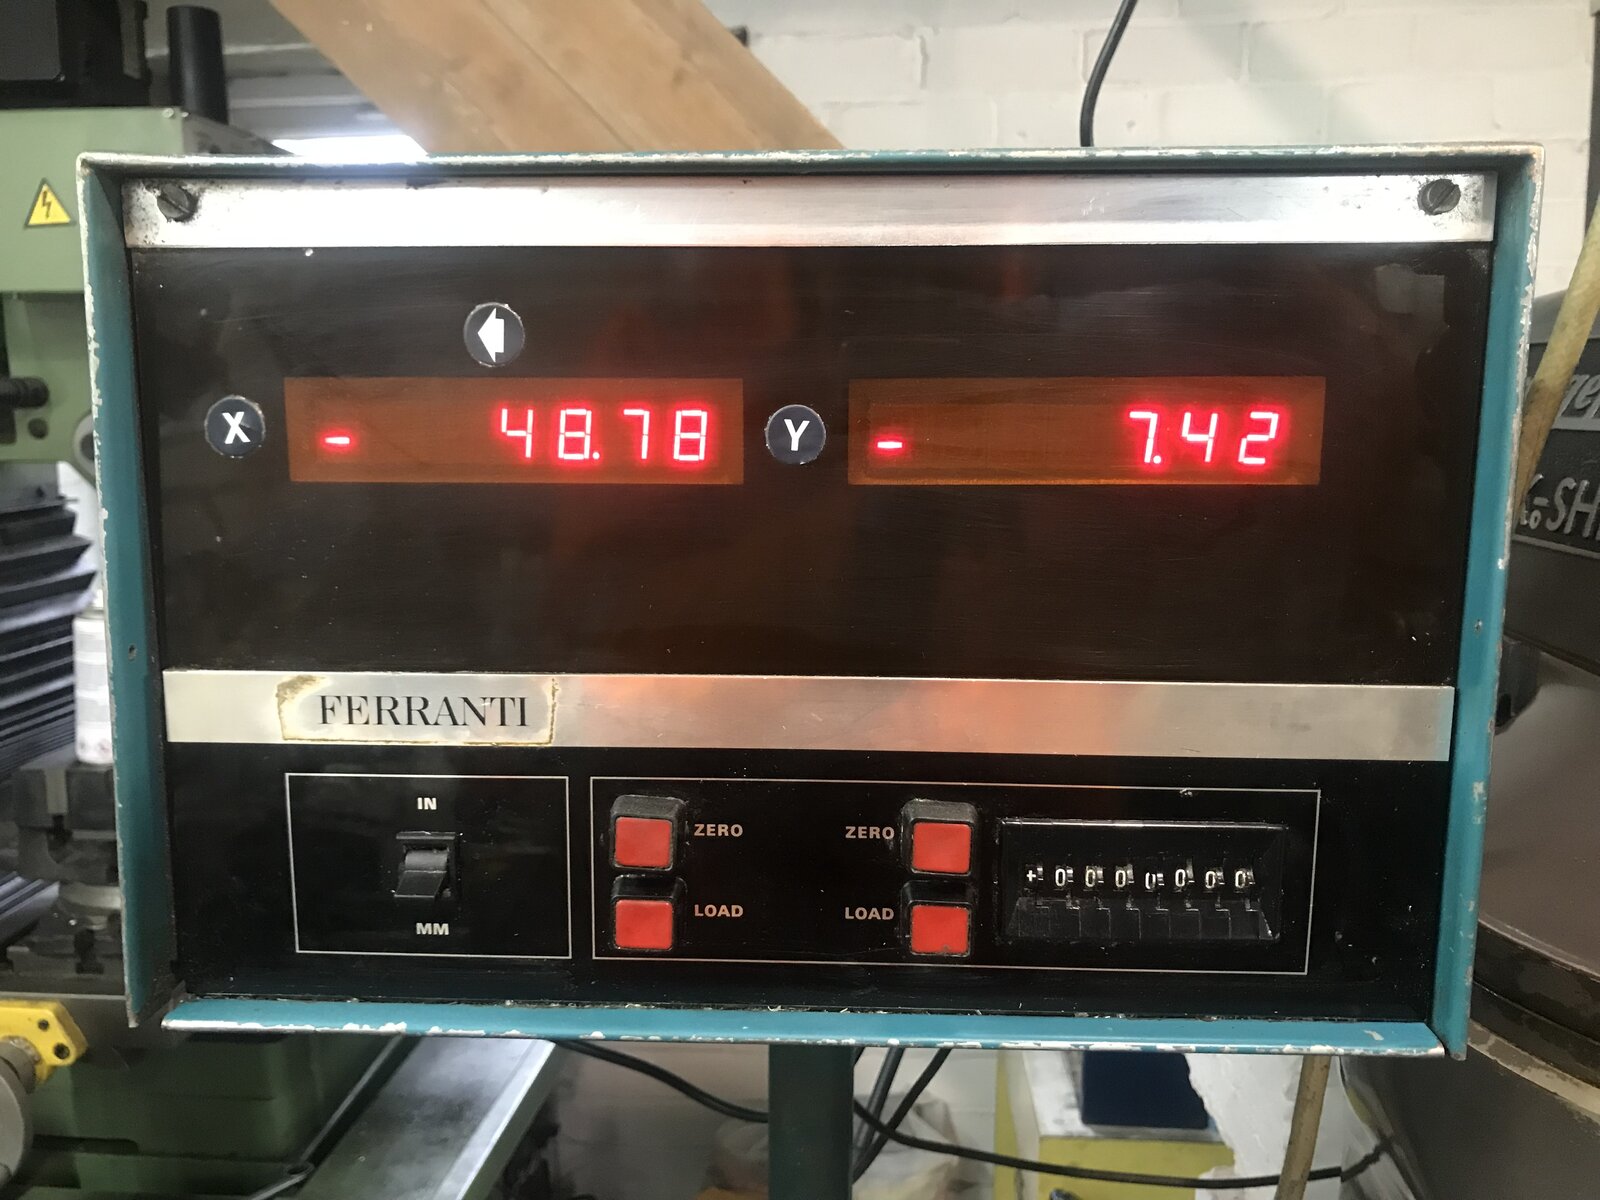 X - 48.78 Y - 7.42
FERRANTI
IN
MM
ZERO ZERO
LOAD LOAD
+ 0 0 0 0 0 0 0